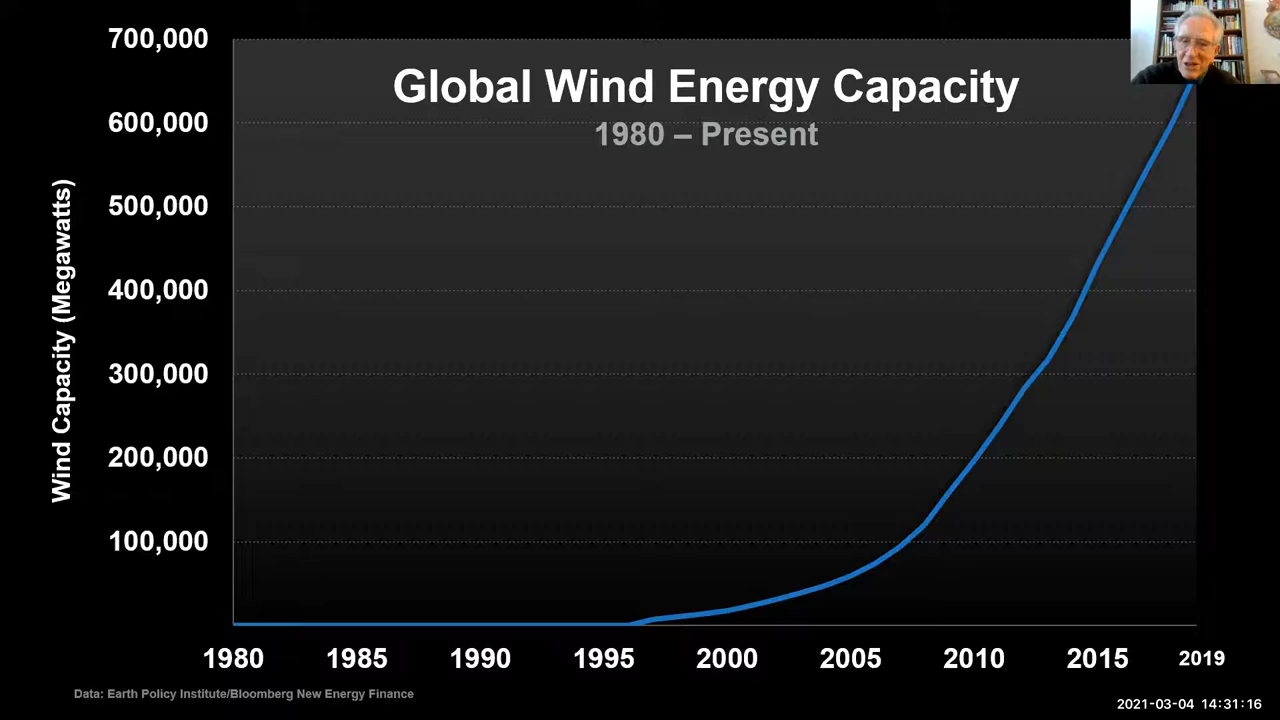 Global Wind Energy Capacity
1980 – Present
Wind Capacity (Megawatts)
700,000
600,000
500,000
400,000
300,000
200,000
100,000
1980 1985 1990 1995 2000 2005 2010 2015 2019
Data: Earth Policy Institute/Bloomberg New Energy Finance
2021-03-04 14:31:16